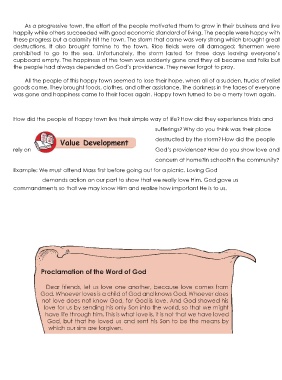 As a progressive town, the effort of the people motivated them to grow in their business and live
happily while others succeeded with good economic standard of living. The people were happy with
these progress but a calamity hit the town. The storm that came was very strong which brought great
destructions. It also brought famine to the town. Rice fields were all damaged; fishermen were
prohibited to go to the sea. Unfortunately, the storm lasted for three days leaving everyone's
cupboard empty. The happiness of the town was suddenly gone and they all became sad folks but
the people had always depended on God's providence. They never forgot to pray.
All the people of this happy town seemed to lose their hope, when all of a sudden, trucks of relief
goods came. They brought foods, clothes, and other assistance. The darkness in the faces of everyone
was gone and happiness came to their faces again. Happy town turned to be a merry town again.
How did the people of Happy town live their simple way of life? How did they experience trials and
sufferings? Why do you think was their place
destructed by the storm? How did the people
rely on
God's providence? How do you show love and
concern at home? In school? In the community?
Value Development
Example: We must attend Mass first before going out for a picnic. Loving God
demands action on our part to show that we really love Him. God gave us
commandments so that we may know Him and realize how important He is to us.
Proclamation of the Word of God
Dear friends, let us love one another, because love comes from
God. Whoever loves is a child of God and knows God. Whoever does
not love does not know God, for God is love. And God showed his
love for us by sending his only Son into the world, so that we might
have life through him. This is what love is: it is not that we have loved
God, but that he loved us and sent his Son to be the means by
which our sins are forgiven.